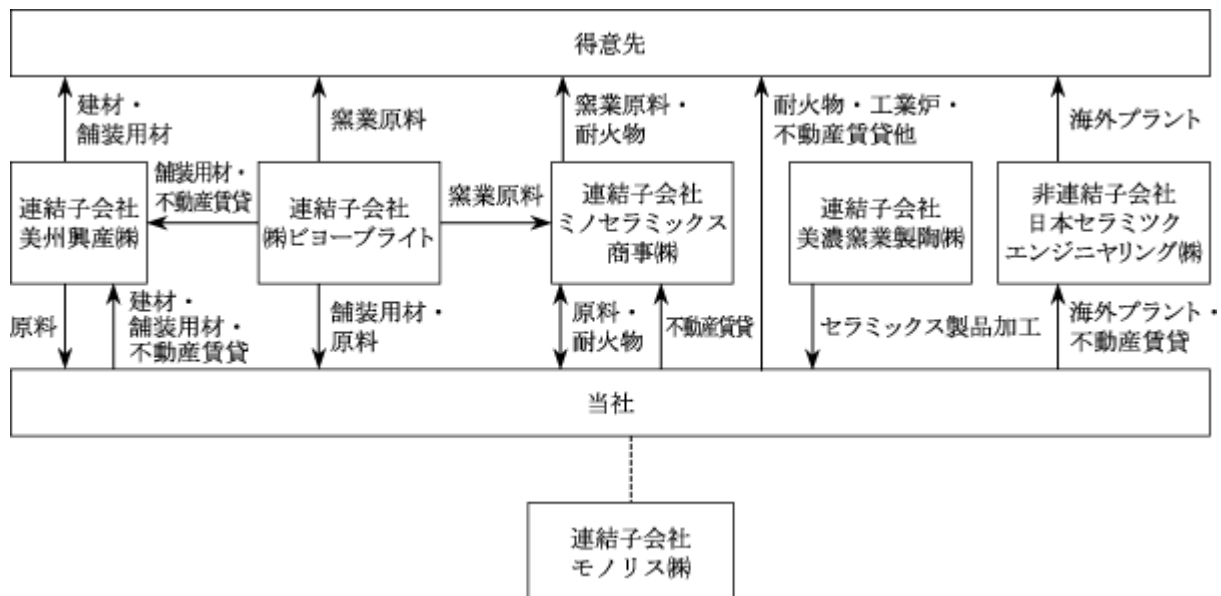 得意先
建材・
舗装用材
窯業原料
窯業原料・
耐火物
耐火物・工業炉・
不動産賃貸他
海外プラント
連結子会社
美州興産㈱
舗装用材・
不動産賃貸
連結子会社
㈱ビヨーブライト
窯業原料
連結子会社
ミノセラミックス
商事㈱
連結子会社
美濃窯業製陶㈱
非連結子会社
日本セラミツク
エンジニヤリング㈱
原料
建材・
舗装用材・
不動産賃貸
舗装用材・
原料
原料・
耐火物
不動産賃貸
セラミックス製品加工
海外プラント・
不動産賃貸
当社
連結子会社
モノリス㈱